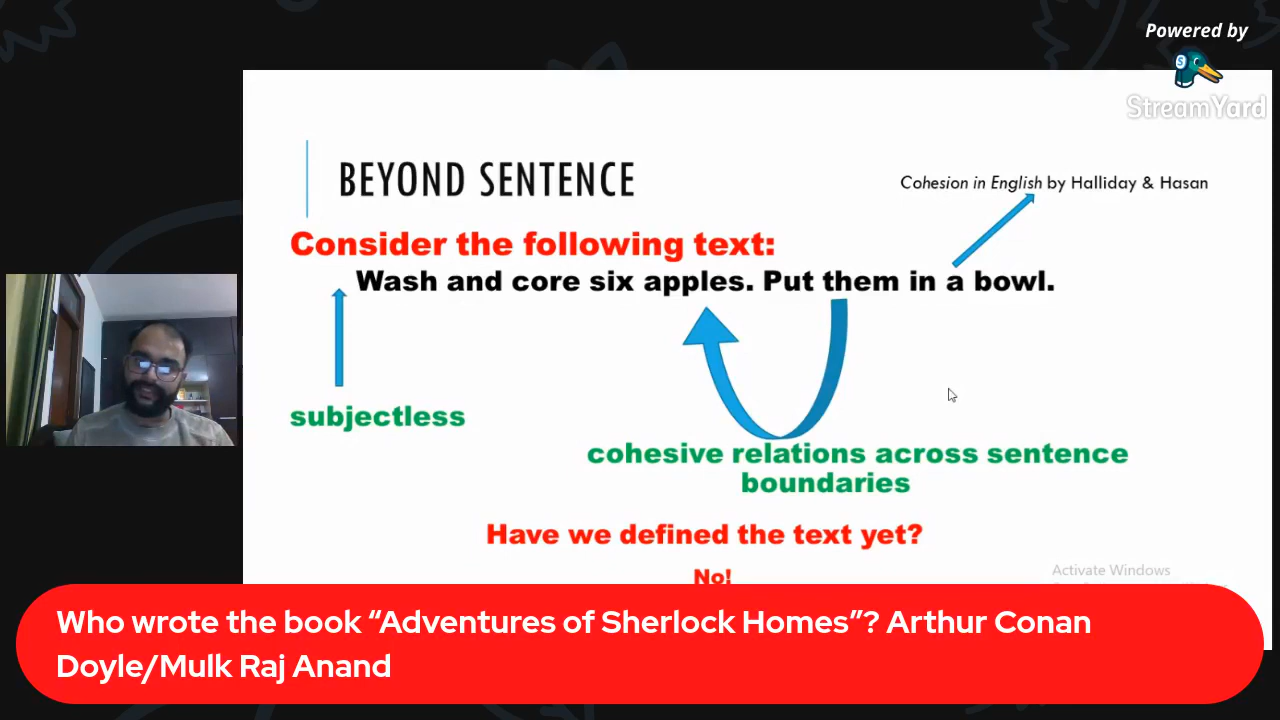 Powered by
StreamYard
BEYOND SENTENCE
Cohesion in English by Halliday & Hasan
Consider the following text:
Wash and core six apples. Put them in a bowl.
subjectless
cohesive relations across sentence
boundaries
Have we defined the text yet?
No!
Activate Windows
Who wrote the book “Adventures of Sherlock Homes”? Arthur Conan
Doyle/Mulk Raj Anand